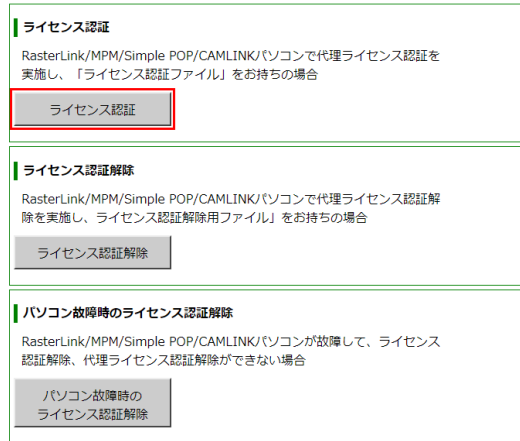 ライセンス認証
RasterLink/MPM/Simple POP/CAMLINKパソコンで代理ライセンス認証を
実施し、「ライセンス認証ファイル」をお持ちの場合
ライセンス認証
ライセンス認証解除
RasterLink/MPM/Simple POP/CAMLINKパソコンで代理ライセンス認証解
除を実施し、ライセンス認証解除用ファイル」をお持ちの場合
ライセンス認証解除
パソコン故障時のライセンス認証解除
RasterLink/MPM/Simple POP/CAMLINKパソコンが故障して、ライセンス
認証解除、代理ライセンス認証解除ができない場合
パソコン故障時の
ライセンス認証解除